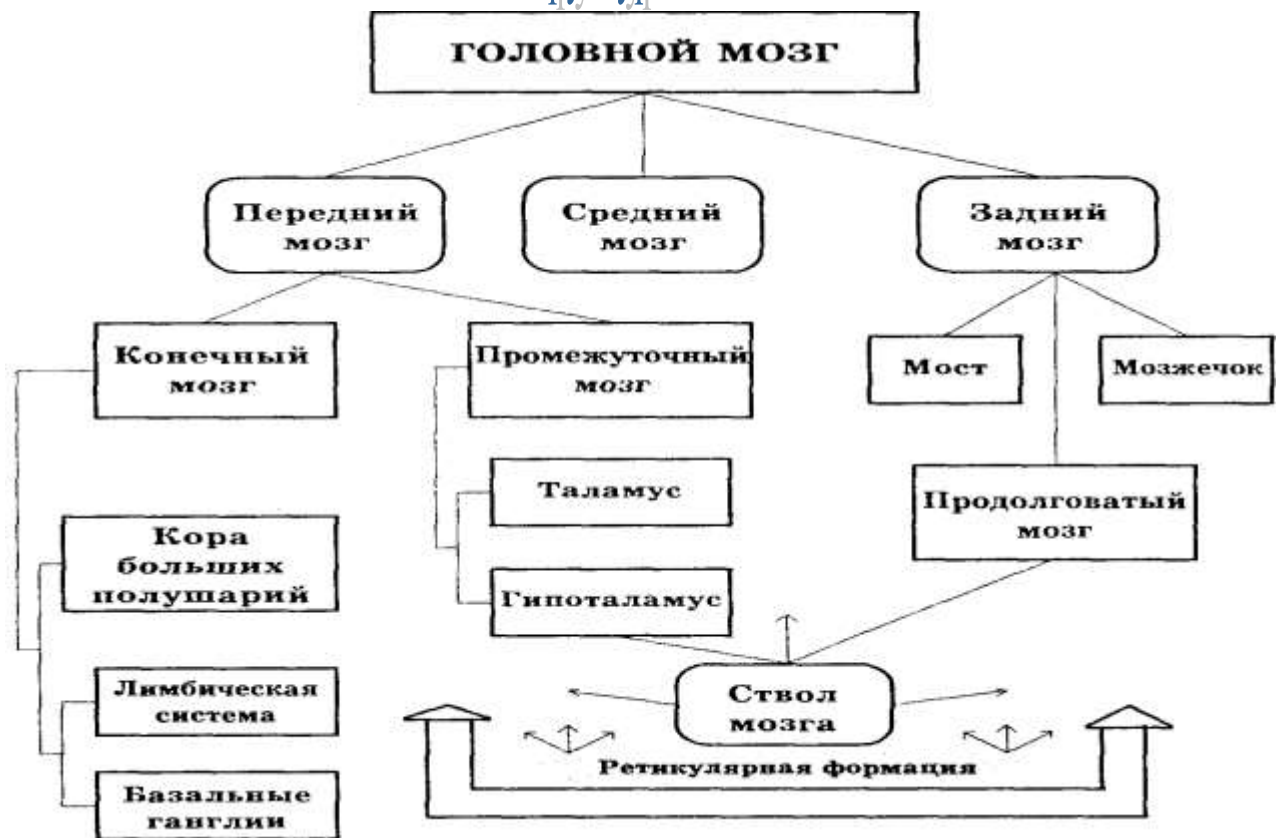 ГОЛОВНОЙ МОЗГ
Передний
мозг
Средний
мозг
Задний
мозг
Конечный
мозг
Промежуточный
мозг
Мост
Мозжечок
Таламус
Продолговатый
мозг
Кора
больших
полушарий
Гипоталамус
Лимбическая
система
Ствол
мозга
Ретикулярная формация
Базальные
ганглии